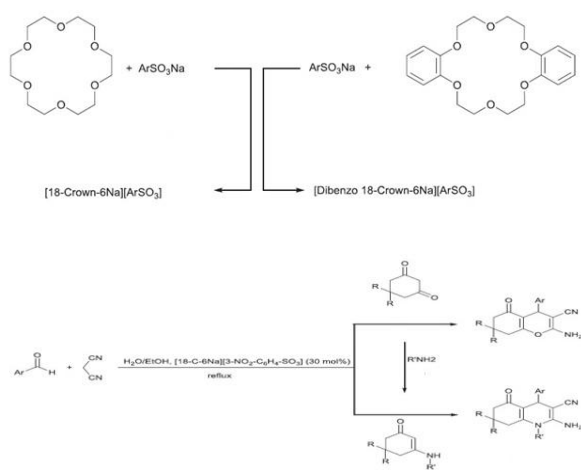 O O O O O O
+ ArSO₃Na
ArSO₃Na +
O O O O O O
[18-Crown-6Na][ArSO₃]
[Dibenzo 18-Crown-6Na][ArSO₃]
Ar O H
+
CN
CN
H₂O/EtOH, [18-C-6Na][3-NO₂-C₆H₄-SO₃] (30 mol%)
reflux
O
R
R
O
R'NH2
O
R
R
NH
R'
O Ar
CN
R
R
O NH₂
O Ar
CN
R
R
N NH₂
R'